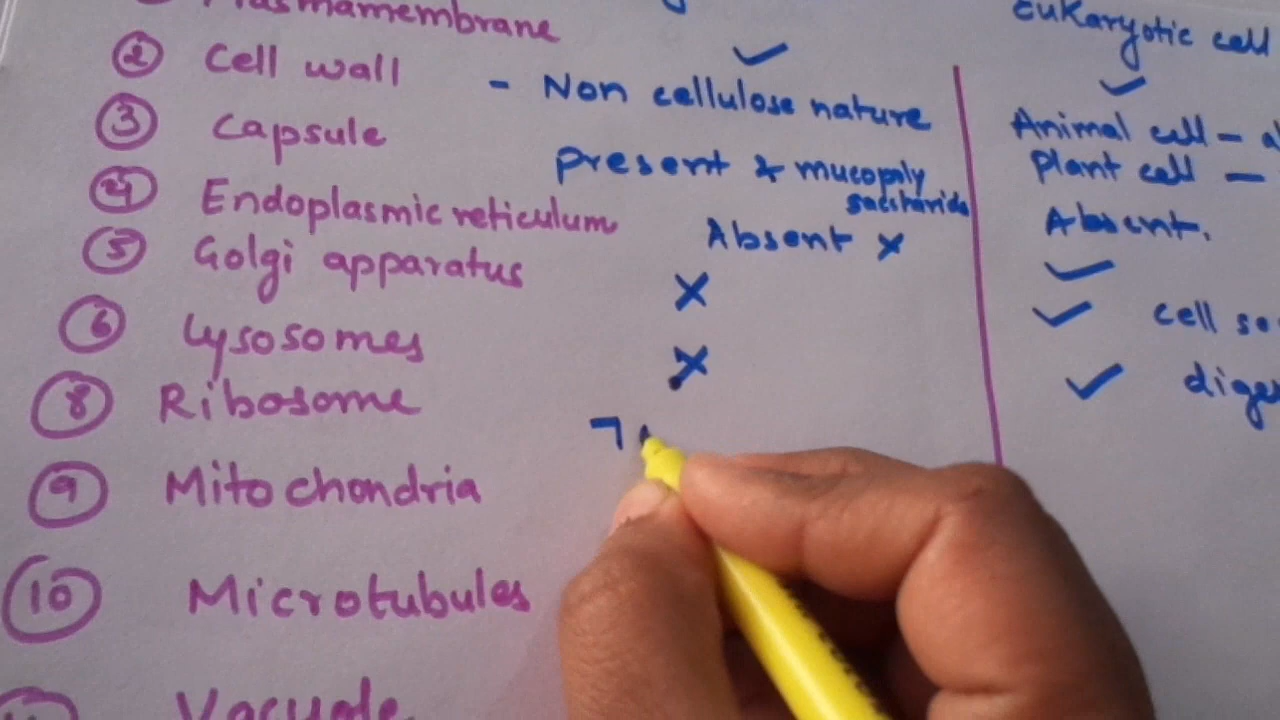 Plasmamembrane
Eukaryotic cell
② Cell wall - Non cellulose nature
Animal cell -
Plant cell -
③ Capsule present & mucopoly saccharide
Absent.
④ Endoplasmic reticulum Absent ×
⑤ Golgi apparatus ×
cell
⑥ Lysosomes ×
⑧ Ribosome 7
⑨ Mitochondria
⑩ Microtubules
Vacuole